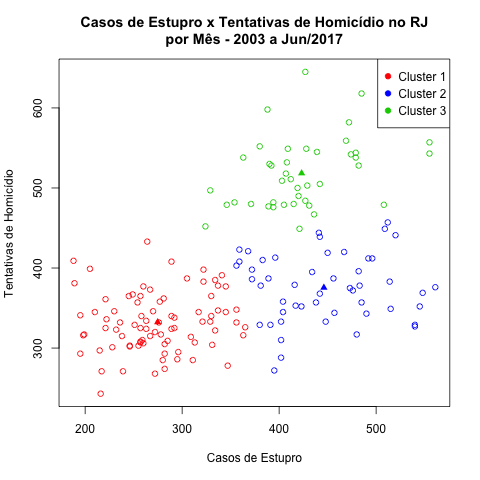 Casos de Estupro x Tentativas de Homicídio no RJ
por Mês - 2003 a Jun/2017
Cluster 1
Cluster 2
Cluster 3
Tentativas de Homicídio
600
500
400
300
200
300
400
500
Casos de Estupro